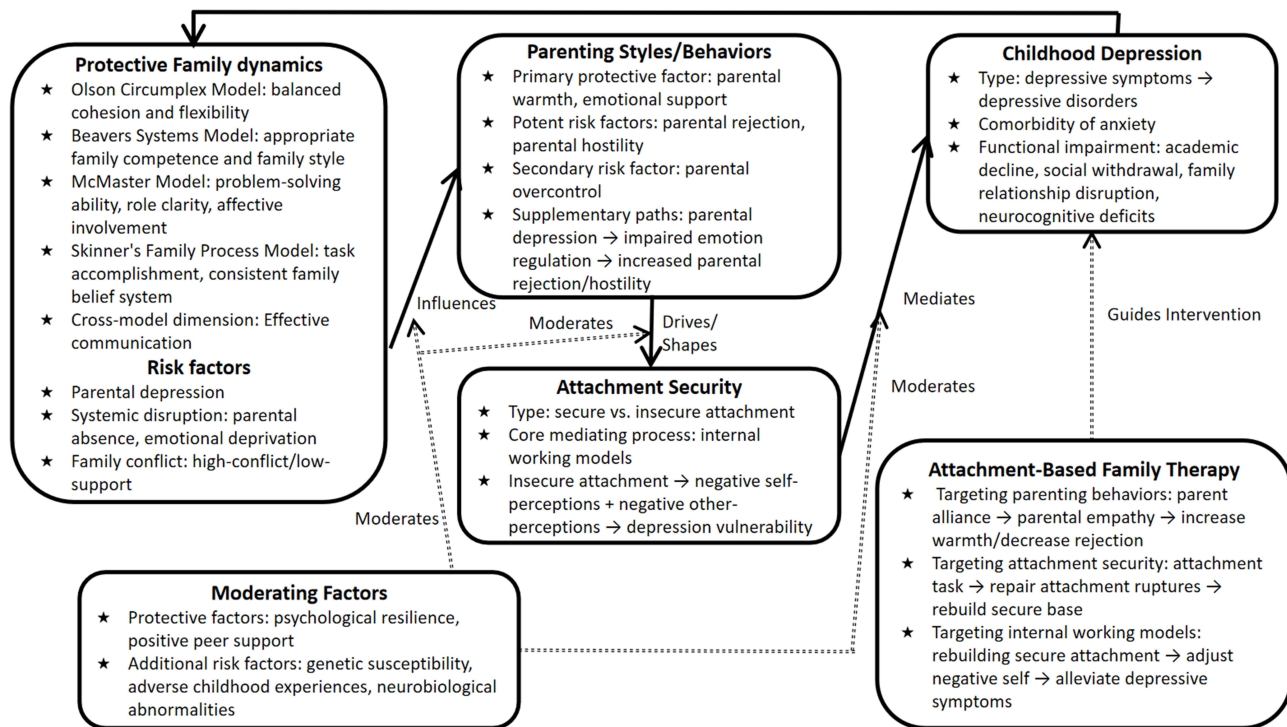 Protective Family dynamics
★ Olson Circumplex Model: balanced
cohesion and flexibility
★ Beavers Systems Model: appropriate
family competence and family style
★ McMaster Model: problem-solving
ability, role clarity, affective
involvement
★ Skinner's Family Process Model: task
accomplishment, consistent family
belief system
★ Cross-model dimension: Effective
communication
Risk factors
★ Parental depression
★ Systemic disruption: parental
absence, emotional deprivation
★ Family conflict: high-conflict/low-
support
Influences
Parenting Styles/Behaviors
★ Primary protective factor: parental
warmth, emotional support
★ Potent risk factors: parental rejection,
parental hostility
★ Secondary risk factor: parental
overcontrol
★ Supplementary paths: parental
depression → impaired emotion
regulation → increased parental
rejection/hostility
Moderates
Drives/
Shapes
Attachment Security
★ Type: secure vs. insecure attachment
★ Core mediating process: internal
working models
★ Insecure attachment → negative self-
perceptions + negative other-
perceptions → depression vulnerability
Mediates
Moderates
Childhood Depression
★ Type: depressive symptoms →
depressive disorders
★ Comorbidity of anxiety
★ Functional impairment: academic
decline, social withdrawal, family
relationship disruption,
neurocognitive deficits
Guides Intervention
Attachment-Based Family Therapy
★ Targeting parenting behaviors: parent
alliance → parental empathy → increase
warmth/decrease rejection
★ Targeting attachment security: attachment
task → repair attachment ruptures →
rebuild secure base
★ Targeting internal working models:
rebuilding secure attachment → adjust
negative self → alleviate depressive
symptoms
Moderates
Moderating Factors
★ Protective factors: psychological resilience,
positive peer support
★ Additional risk factors: genetic susceptibility,
adverse childhood experiences, neurobiological
abnormalities